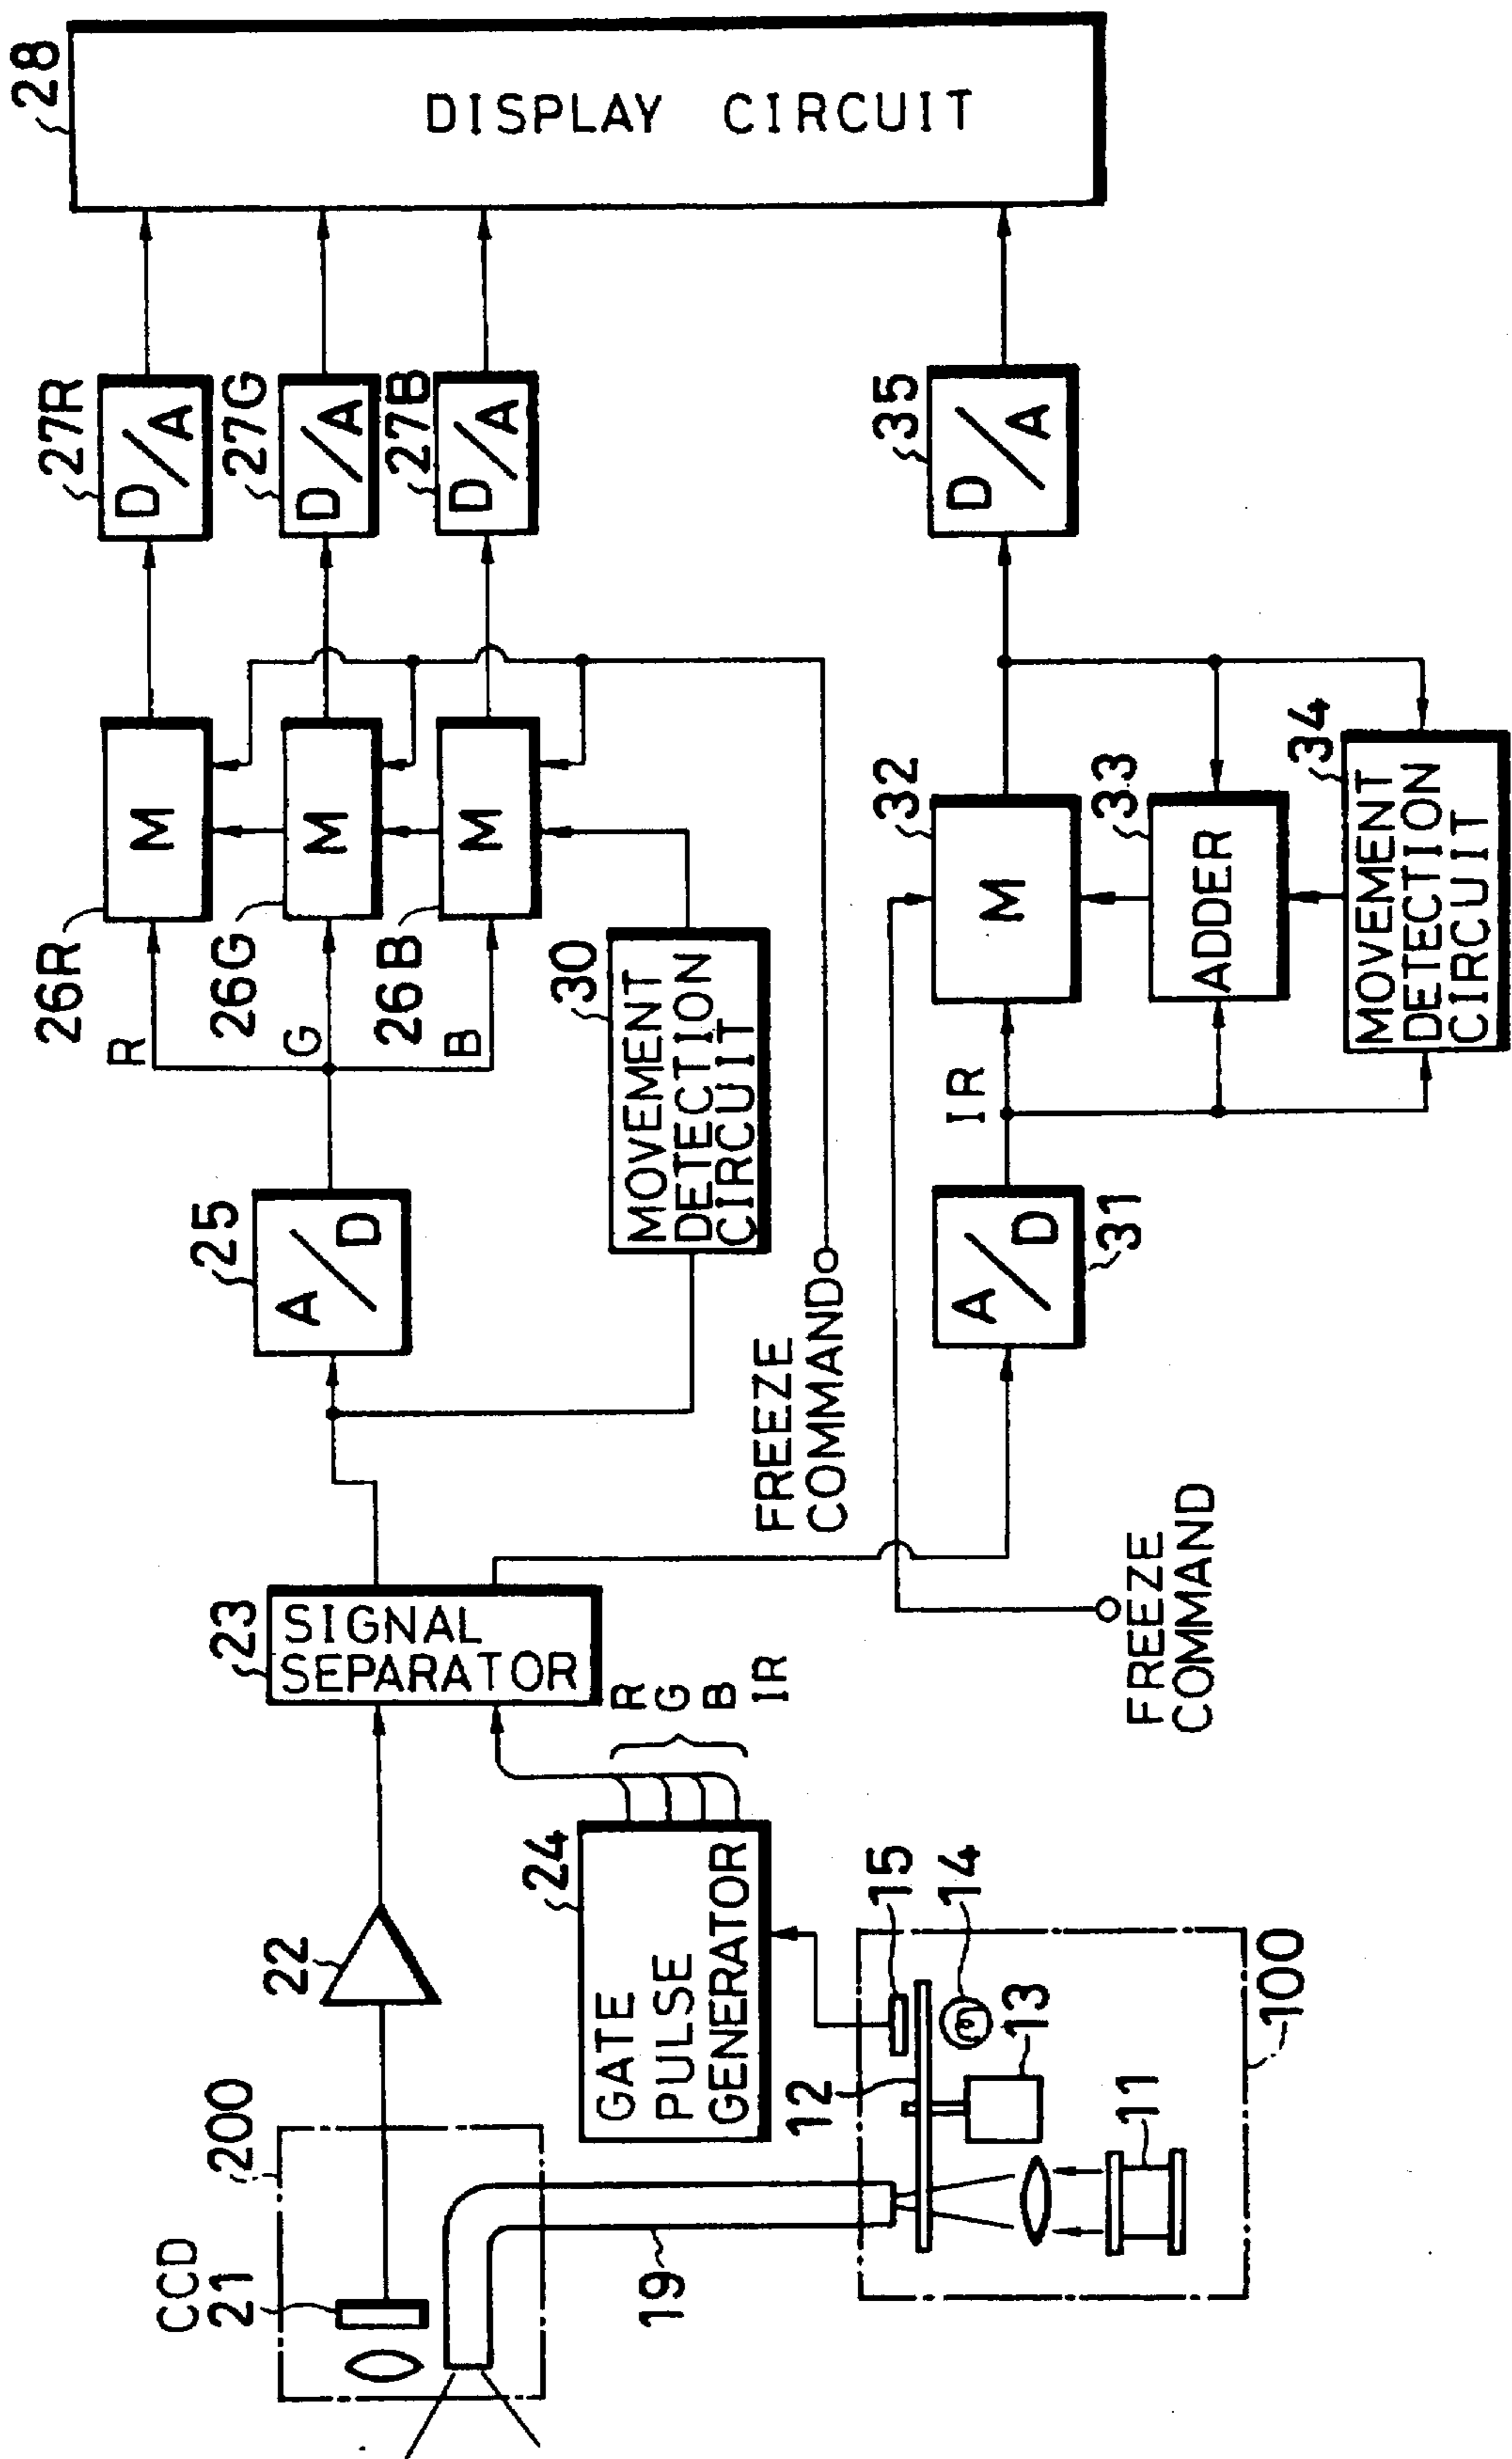 28
DISPLAY CIRCUIT
27R
D/A
27G
D/A
27B
D/A
35
D/A
26R
M
26G
M
26B
M
R
G
B
30
MOVEMENT
DETECTION
CIRCUIT
32
M
33
ADDER
34
MOVEMENT
DETECTION
CIRCUIT
IR
25
A/D
31
A/D
FREEZE
COMMAND
FREEZE
COMMAND
23
SIGNAL
SEPARATOR
R
G
B
IR
22
24
GATE
PULSE
GENERATOR
15
14
13
12
11
100
200
CCD
21
19